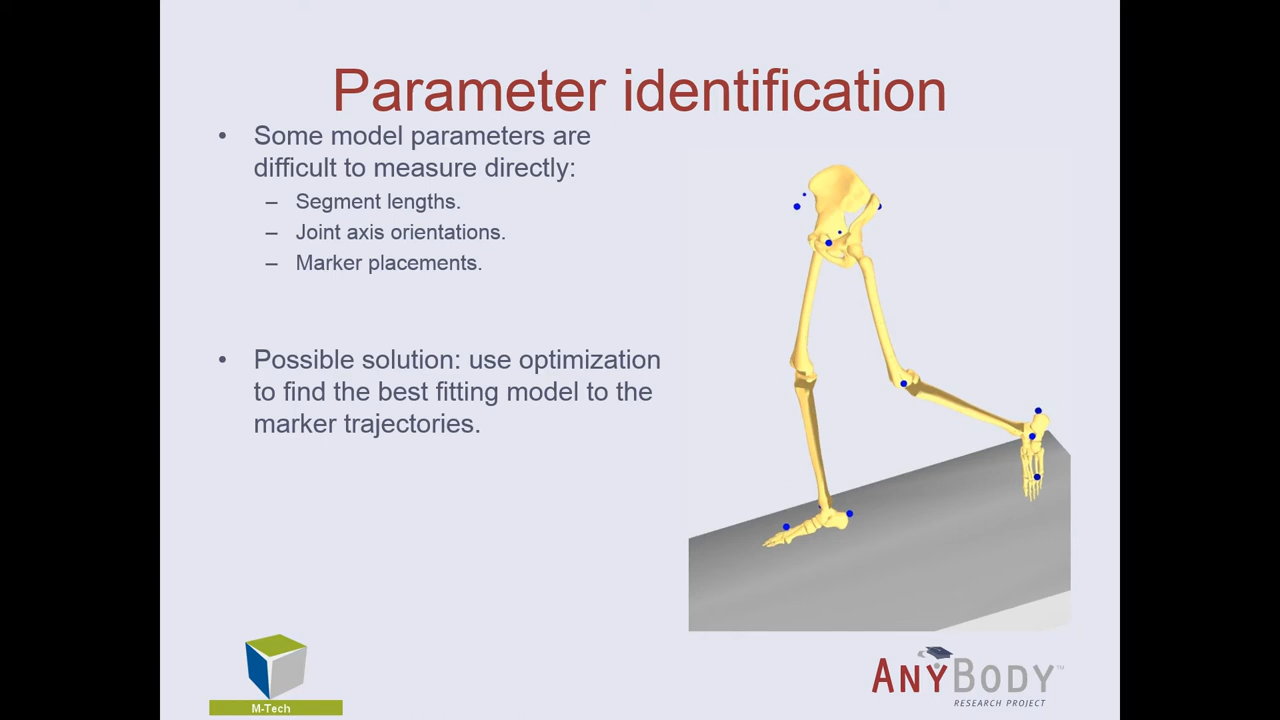 Parameter identification
• Some model parameters are
difficult to measure directly:
– Segment lengths.
– Joint axis orientations.
– Marker placements.
• Possible solution: use optimization
to find the best fitting model to the
marker trajectories.
M-Tech
ANYBODY™
RESEARCH PROJECT